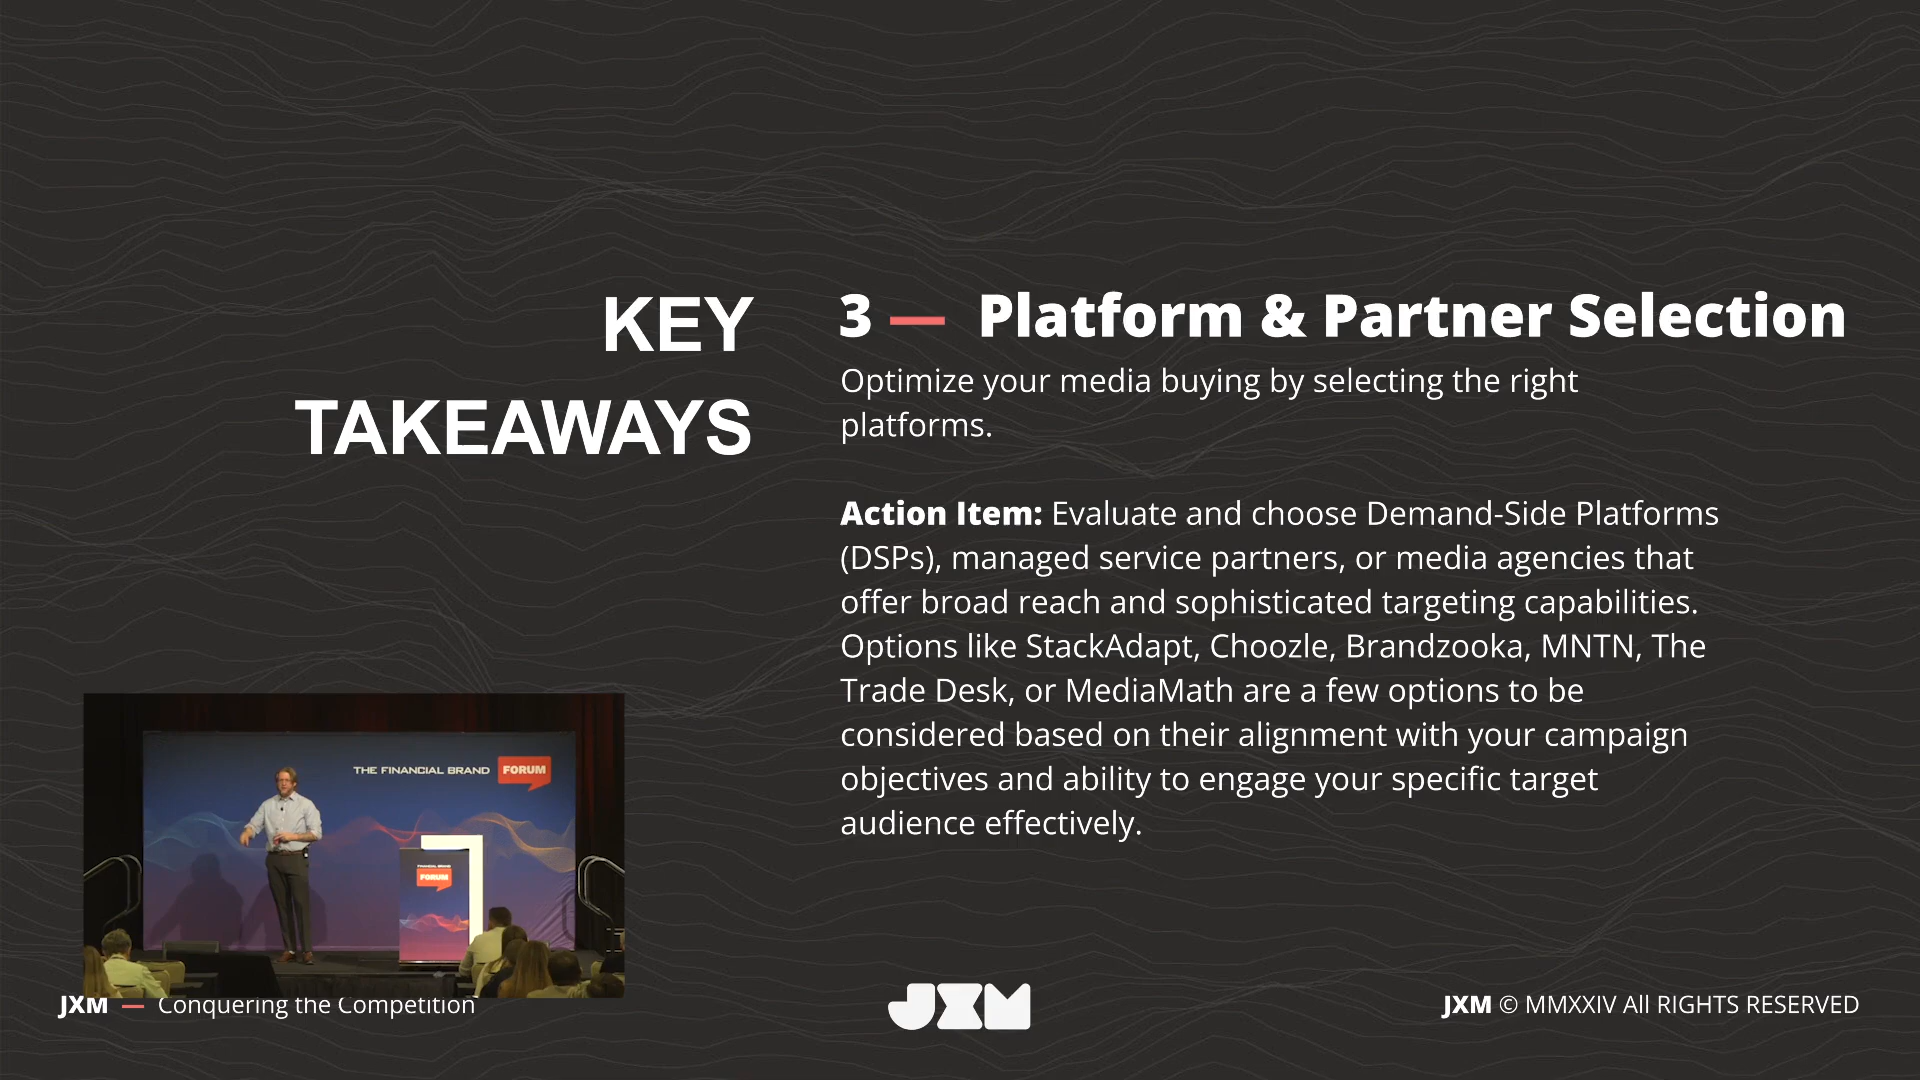 KEY
TAKEAWAYS
3 — Platform & Partner Selection
Optimize your media buying by selecting the right
platforms.
Action Item: Evaluate and choose Demand-Side Platforms
(DSPs), managed service partners, or media agencies that
offer broad reach and sophisticated targeting capabilities.
Options like StackAdapt, Choozle, Brandzooka, MNTN, The
Trade Desk, or MediaMath are a few options to be
considered based on their alignment with your campaign
objectives and ability to engage your specific target
audience effectively.
THE FINANCIAL BRAND FORUM
FINANCIAL BRAND
FORUM
JXM — Conquering the Competition
JXM
JXM © MMXXIV All RIGHTS RESERVED